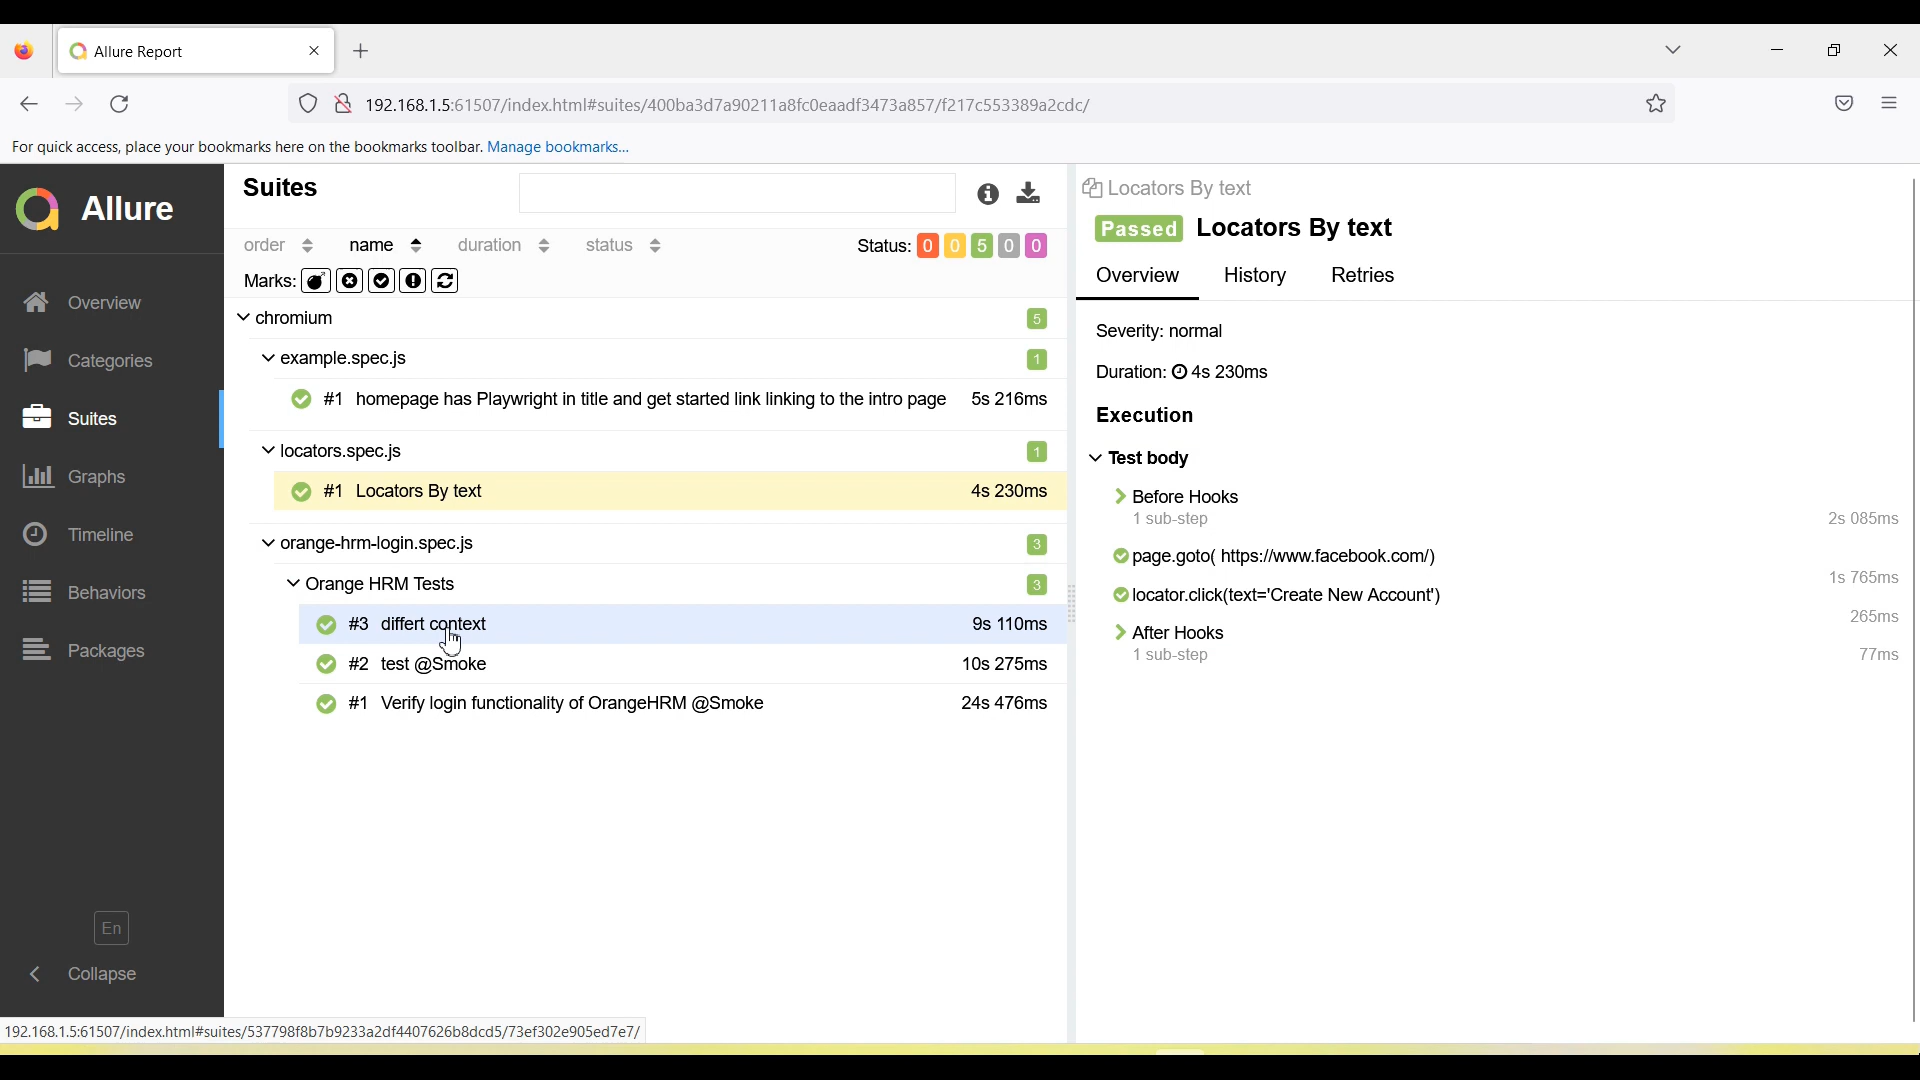 Allure Report
192.168.1.5:61507/index.html#suites/400ba3d7a90211a8fc0eaadf3473a857/f217c553389a2cdc/
For quick access, place your bookmarks here on the bookmarks toolbar. Manage bookmarks...
Allure
Overview
Categories
Suites
Graphs
Timeline
Behaviors
Packages
En
Collapse
Suites
order name duration status Status: 0 0 5 0 0
Marks:
chromium 5
example.spec.js 1
#1 homepage has Playwright in title and get started link linking to the intro page 5s 216ms
locators.spec.js 1
#1 Locators By text 4s 230ms
orange-hrm-login.spec.js 3
Orange HRM Tests 3
#3 differt context 9s 110ms
#2 test @Smoke 10s 275ms
#1 Verify login functionality of OrangeHRM @Smoke 24s 476ms
Locators By text
Passed Locators By text
Overview History Retries
Severity: normal
Duration: 4s 230ms
Execution
Test body
Before Hooks
1 sub-step 2s 085ms
page.goto( https://www.facebook.com/)
1s 765ms
locator.click(text='Create New Account')
265ms
After Hooks
1 sub-step 77ms
192.168.1.5:61507/index.html#suites/537798f8b7b9233a2df4407626b8dcd5/73ef302e905ed7e7/